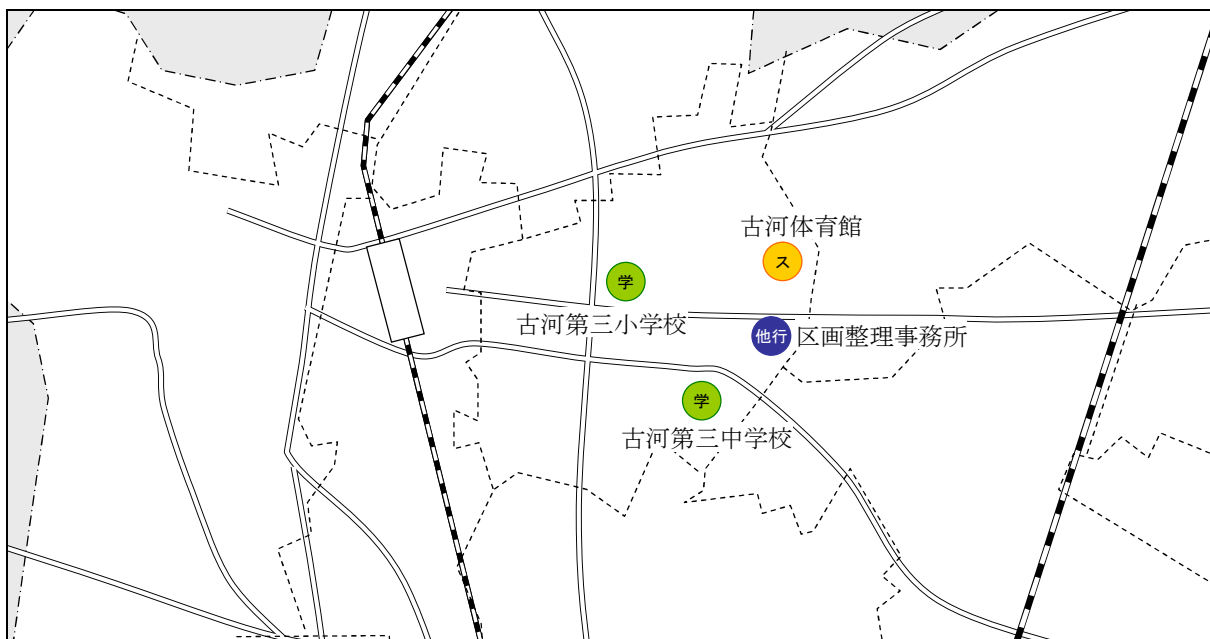 古河体育館
ス
学
古河第三小学校
他行 区画整理事務所
学
古河第三中学校